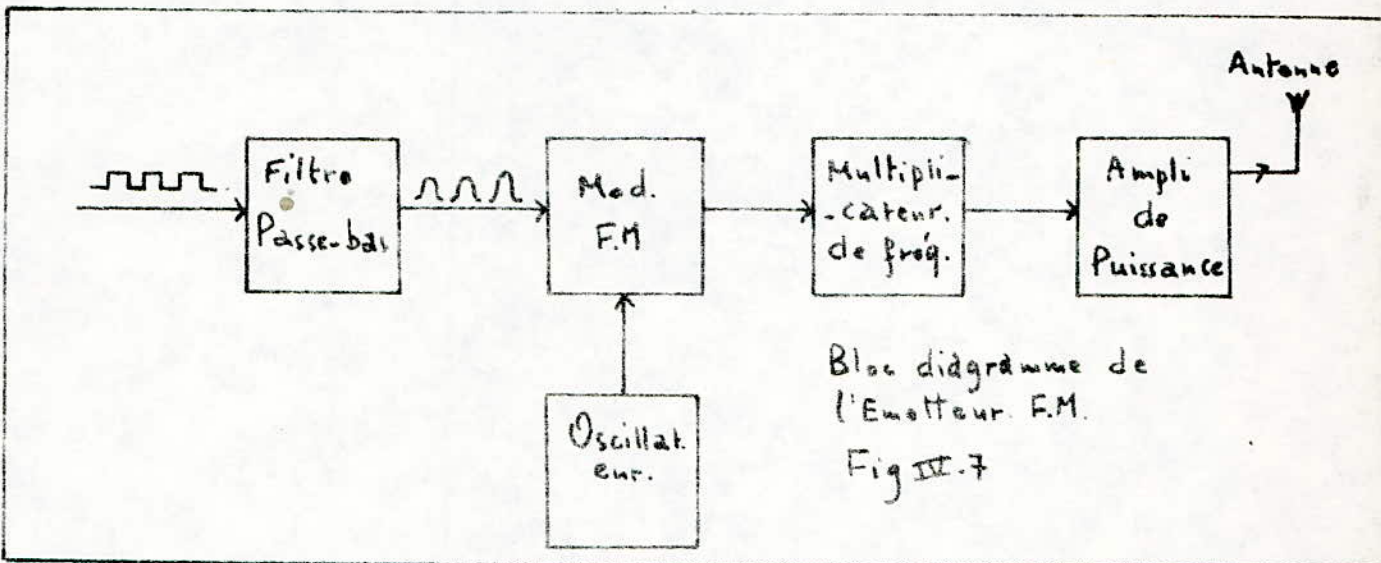 Antenne
Filtre
Passe-bas
Mod.
F.M
Multipli-
-cateur.
de fréq.
Ampli
de
Puissance
Oscillat.
eur.
Bloc diagramme de
l'Emetteur. F.M.
Fig IV.7